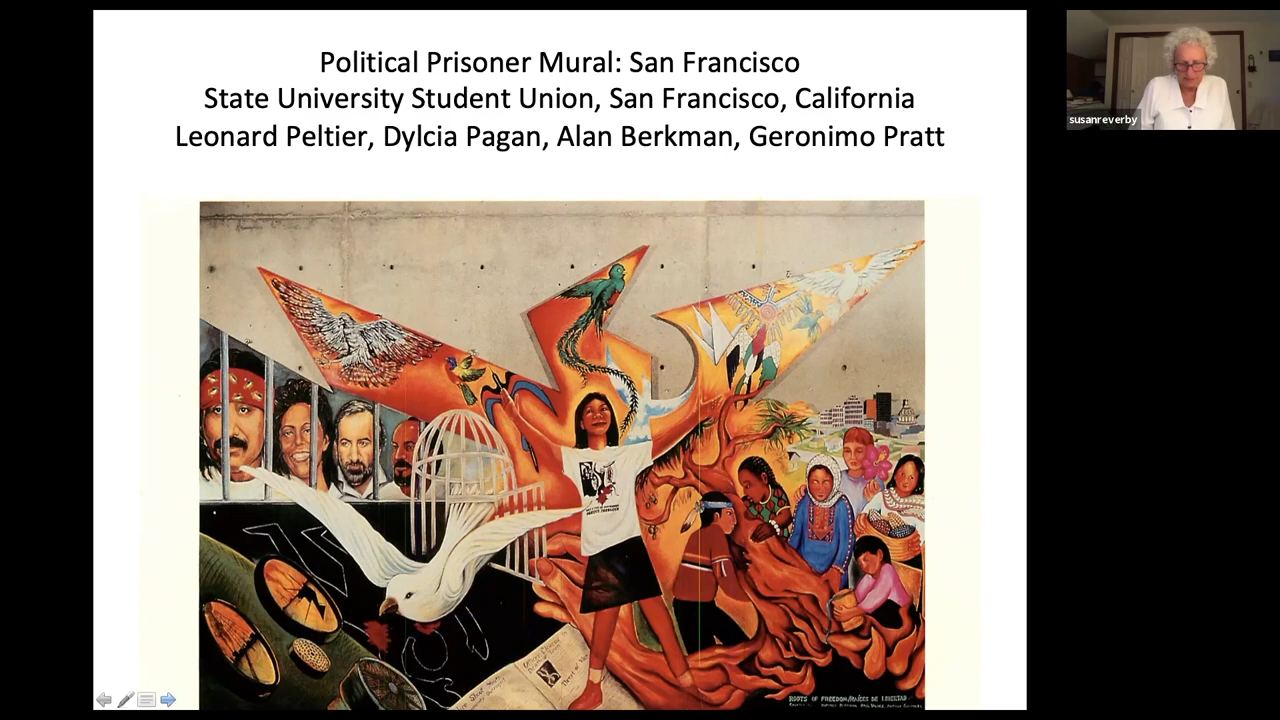 Political Prisoner Mural: San Francisco
State University Student Union, San Francisco, California
Leonard Peltier, Dylcia Pagan, Alan Berkman, Geronimo Pratt
susanreverby
ROOTS OF FREEDOM/RAÍCES DE LIBERTAD